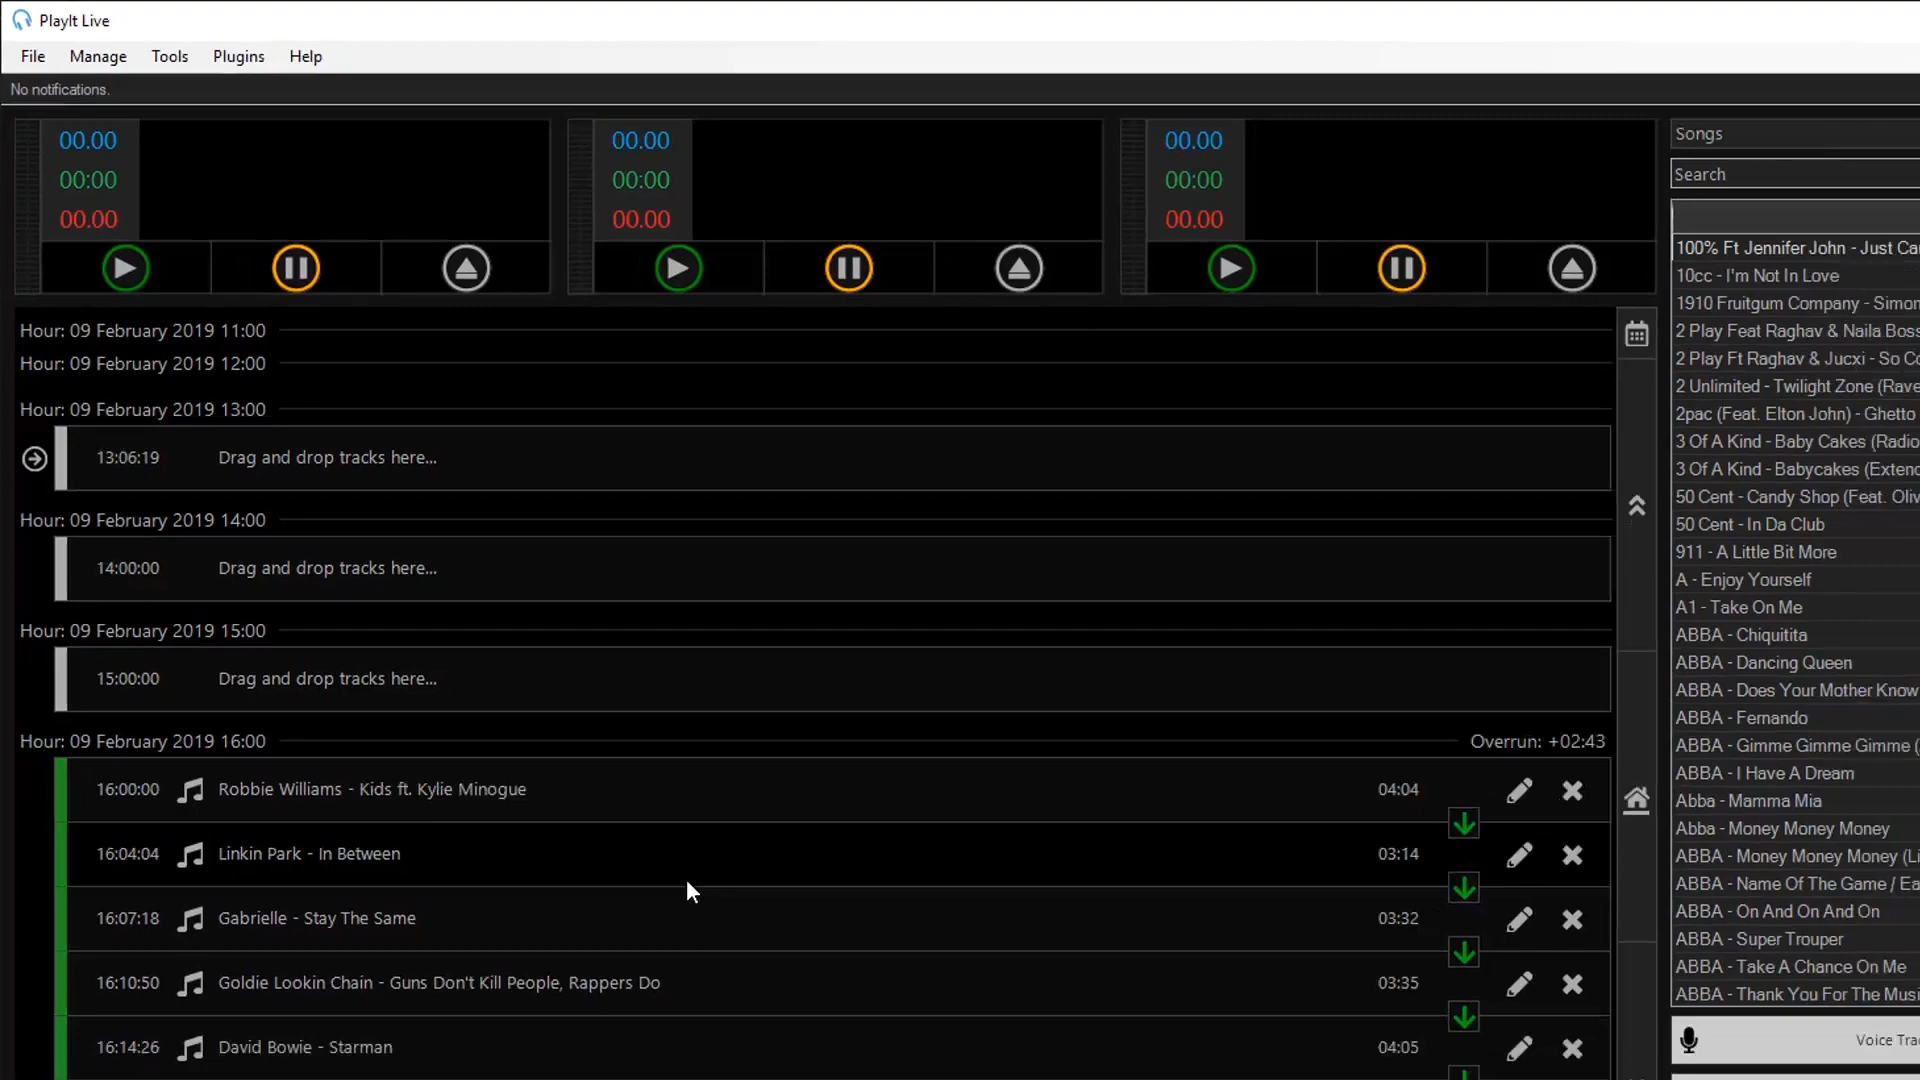 PlayIt Live
File Manage Tools Plugins Help
No notifications.
00.00
00:00
00.00
00.00
00:00
00.00
00.00
00:00
00.00
Hour: 09 February 2019 11:00
Hour: 09 February 2019 12:00
Hour: 09 February 2019 13:00
13:06:19 Drag and drop tracks here...
Hour: 09 February 2019 14:00
14:00:00 Drag and drop tracks here...
Hour: 09 February 2019 15:00
15:00:00 Drag and drop tracks here...
Hour: 09 February 2019 16:00 Overrun: +02:43
16:00:00 Robbie Williams - Kids ft. Kylie Minogue 04:04
16:04:04 Linkin Park - In Between 03:14
16:07:18 Gabrielle - Stay The Same 03:32
16:10:50 Goldie Lookin Chain - Guns Don't Kill People, Rappers Do 03:35
16:14:26 David Bowie - Starman 04:05
Songs
Search
100% Ft Jennifer John - Just Ca
10cc - I'm Not In Love
1910 Fruitgum Company - Simon
2 Play Feat Raghav & Naila Boss
2 Play Ft Raghav & Jucxi - So Co
2 Unlimited - Twilight Zone (Rave
2pac (Feat. Elton John) - Ghetto
3 Of A Kind - Baby Cakes (Radio
3 Of A Kind - Babycakes (Extend
50 Cent - Candy Shop (Feat. Oliv
50 Cent - In Da Club
911 - A Little Bit More
A - Enjoy Yourself
A1 - Take On Me
ABBA - Chiquitita
ABBA - Dancing Queen
ABBA - Does Your Mother Know
ABBA - Fernando
ABBA - Gimme Gimme Gimme (
ABBA - I Have A Dream
Abba - Mamma Mia
Abba - Money Money Money
ABBA - Money Money Money (Li
ABBA - Name Of The Game / Ea
ABBA - On And On And On
ABBA - Super Trouper
ABBA - Take A Chance On Me
ABBA - Thank You For The Musi
Voice Trac